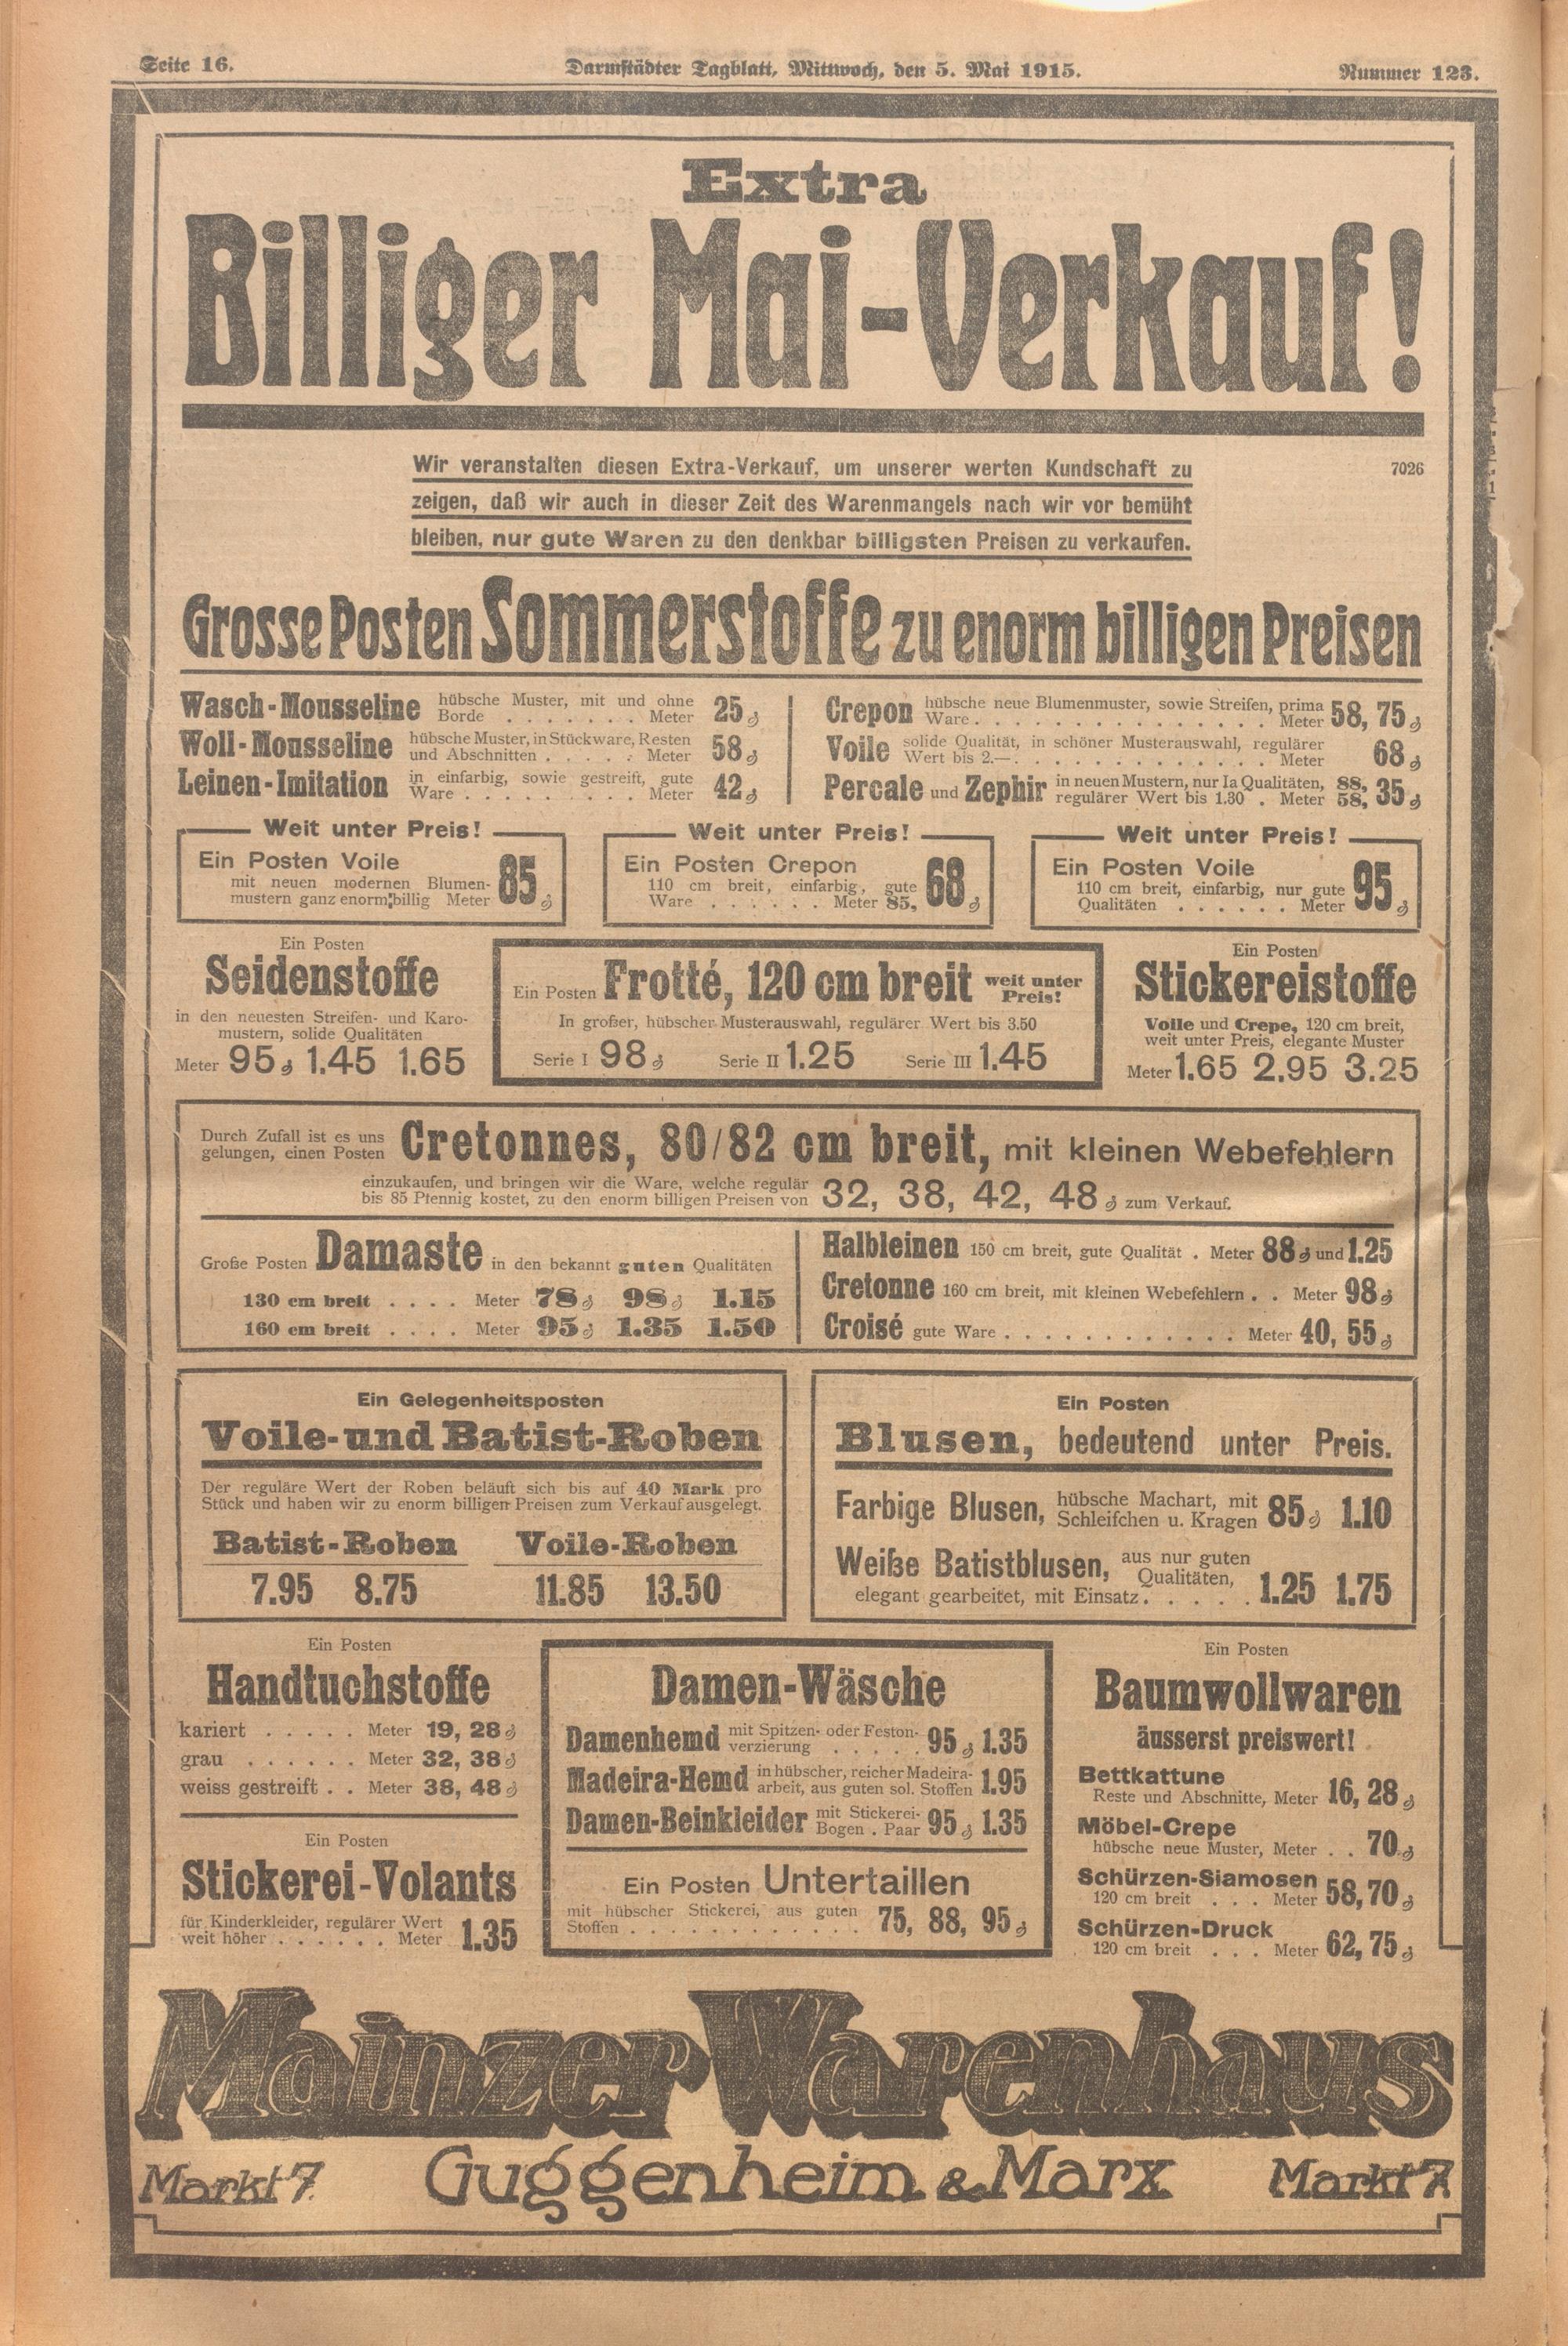 Seite 16.
Darmstädter Tagblatt, Mittwoch, den 5. Mai 1915.
Nummer 123.
Extra
Billiger Mai-Verkauf!
Wir veranstalten diesen Extra-Verkauf, um unserer werten Kundschaft zu
zeigen, daß wir auch in dieser Zeit des Warenmangels nach wir vor bemüht
bleiben, nur gute Waren zu den denkbar billigsten Preisen zu verkaufen.
7026
Grosse Posten Sommerstoffe zu enorm billigen Preisen
Wasch-Mousseline hübsche Muster, mit und ohne
Borde . . . . . . . Meter 25 ₰
Woll-Mousseline hübsche Muster, in Stückware, Resten
und Abschnitten . . . . . Meter 58 ₰
Leinen-Imitation in einfarbig, sowie gestreift, gute
Ware . . . . . . . . . Meter 42 ₰
Crepon hübsche neue Blumenmuster, sowie Streifen, prima
Ware . . . . . . . . . . . . . . . Meter 58, 75 ₰
Voile solide Qualität, in schöner Musterauswahl, regulärer
Wert bis 2.— . . . . . . . . . . . . . Meter 68 ₰
Percale und Zephir in neuen Mustern, nur Ia Qualitäten, 88,
regulärer Wert bis 1.30 . Meter 58, 35 ₰
Weit unter Preis!
Ein Posten Voile
mit neuen modernen Blumen-
mustern ganz enorm billig Meter 85 ₰
Weit unter Preis!
Ein Posten Crepon
110 cm breit, einfarbig, gute
Ware . . . . . . Meter 85, 68 ₰
Weit unter Preis!
Ein Posten Voile
110 cm breit, einfarbig, nur gute
Qualitäten . . . . . . Meter 95 ₰
Ein Posten
Seidenstoffe
in den neuesten Streifen- und Karo-
mustern, solide Qualitäten
Meter 95 ₰ 1.45 1.65
Ein Posten Frotté, 120 cm breit weit unter
Preis!
In großer, hübscher Musterauswahl, regulärer Wert bis 3.50
Serie I 98 ₰ Serie II 1.25 Serie III 1.45
Ein Posten
Stickereistoffe
Voile und Crepe, 120 cm breit,
weit unter Preis, elegante Muster
Meter 1.65 2.95 3.25
Durch Zufall ist es uns
gelungen, einen Posten Cretonnes, 80/82 cm breit, mit kleinen Webefehlern
einzukaufen, und bringen wir die Ware, welche regulär
bis 85 Pfennig kostet, zu den enorm billigen Preisen von 32, 38, 42, 48 ₰ zum Verkauf.
Große Posten Damaste in den bekannt guten Qualitäten
130 cm breit . . . . Meter 78 ₰ 98 ₰ 1.15
160 cm breit . . . . Meter 95 ₰ 1.35 1.50
Halbleinen 150 cm breit, gute Qualität . Meter 88 ₰ und 1.25
Cretonne 160 cm breit, mit kleinen Webefehlern . . Meter 98 ₰
Croisé gute Ware . . . . . . . . . . . . Meter 40, 55 ₰
Ein Gelegenheitsposten
Voile- und Batist-Roben
Der reguläre Wert der Roben beläuft sich bis auf 40 Mark pro
Stück und haben wir zu enorm billigen Preisen zum Verkauf ausgelegt.
Batist-Roben Voile-Roben
7.95 8.75 11.85 13.50
Ein Posten
Blusen, bedeutend unter Preis.
Farbige Blusen, hübsche Machart, mit
Schleifchen u. Kragen 85 ₰ 1.10
Weiße Batistblusen, aus nur guten
Qualitäten,
elegant gearbeitet, mit Einsatz . . . . . 1.25 1.75
Ein Posten
Handtuchstoffe
kariert . . . . . Meter 19, 28 ₰
grau . . . . . . Meter 32, 38 ₰
weiss gestreift . . Meter 38, 48 ₰
Ein Posten
Stickerei-Volants
für Kinderkleider, regulärer Wert
weit höher . . . . . . Meter 1.35
Damen-Wäsche
Damenhemd mit Spitzen- oder Feston-
verzierung . . . . . 95 ₰ 1.35
Madeira-Hemd in hübscher, reicher Madeira-
arbeit, aus guten sol. Stoffen 1.95
Damen-Beinkleider mit Stickerei-
Bogen . Paar 95 ₰ 1.35
Ein Posten Untertaillen
mit hübscher Stickerei, aus guten
Stoffen . . . . . . . . . . . . 75, 88, 95 ₰
Ein Posten
Baumwollwaren
äusserst preiswert!
Bettkattune
Reste und Abschnitte, Meter 16, 28 ₰
Möbel-Crepe
hübsche neue Muster, Meter . . 70 ₰
Schürzen-Siamosen
120 cm breit . . . Meter 58, 70 ₰
Schürzen-Druck
120 cm breit . . . Meter 62, 75 ₰
Mainzer Warenhaus
Markt 7. Guggenheim & Marx Markt 7.